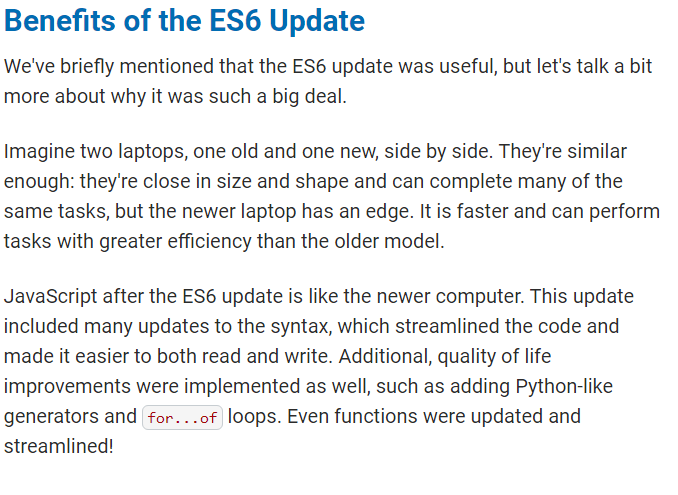 Benefits of the ES6 Update
We've briefly mentioned that the ES6 update was useful, but let's talk a bit
more about why it was such a big deal.
Imagine two laptops, one old and one new, side by side. They're similar
enough: they're close in size and shape and can complete many of the
same tasks, but the newer laptop has an edge. It is faster and can perform
tasks with greater efficiency than the older model.
JavaScript after the ES6 update is like the newer computer. This update
included many updates to the syntax, which streamlined the code and
made it easier to both read and write. Additional, quality of life
improvements were implemented as well, such as adding Python-like
generators and for...of loops. Even functions were updated and
streamlined!